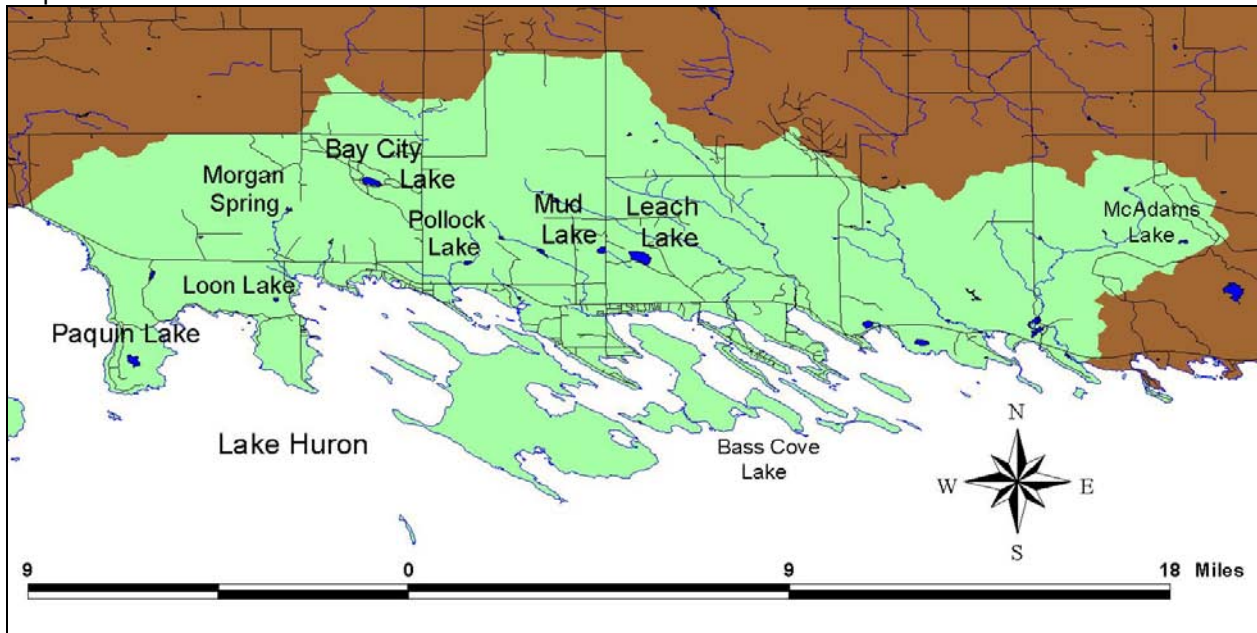 Bay City
Lake
Morgan
Spring
Pollock
Lake
Mud
Lake
Leach
Lake
McAdams
Lake
Loon Lake
Paquin Lake
Lake Huron
Bass Cove
Lake
N
W
E
S
9
0
9
18
Miles